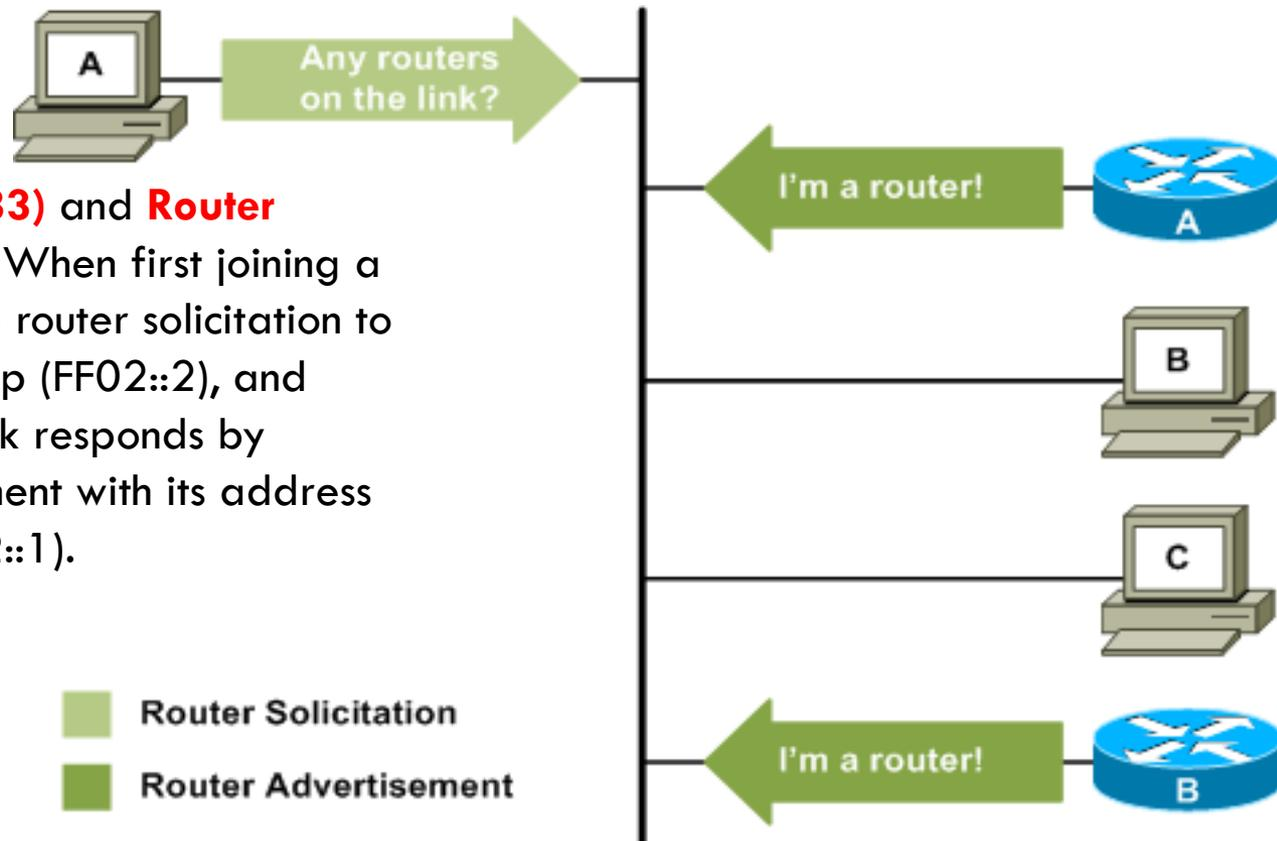 A
Any routers
on the link?
I'm a router!
A
33) and Router
When first joining a
router solicitation to
p (FF02::2), and
k responds by
nent with its address
::1).
B
C
Router Solicitation
Router Advertisement
I'm a router!
B